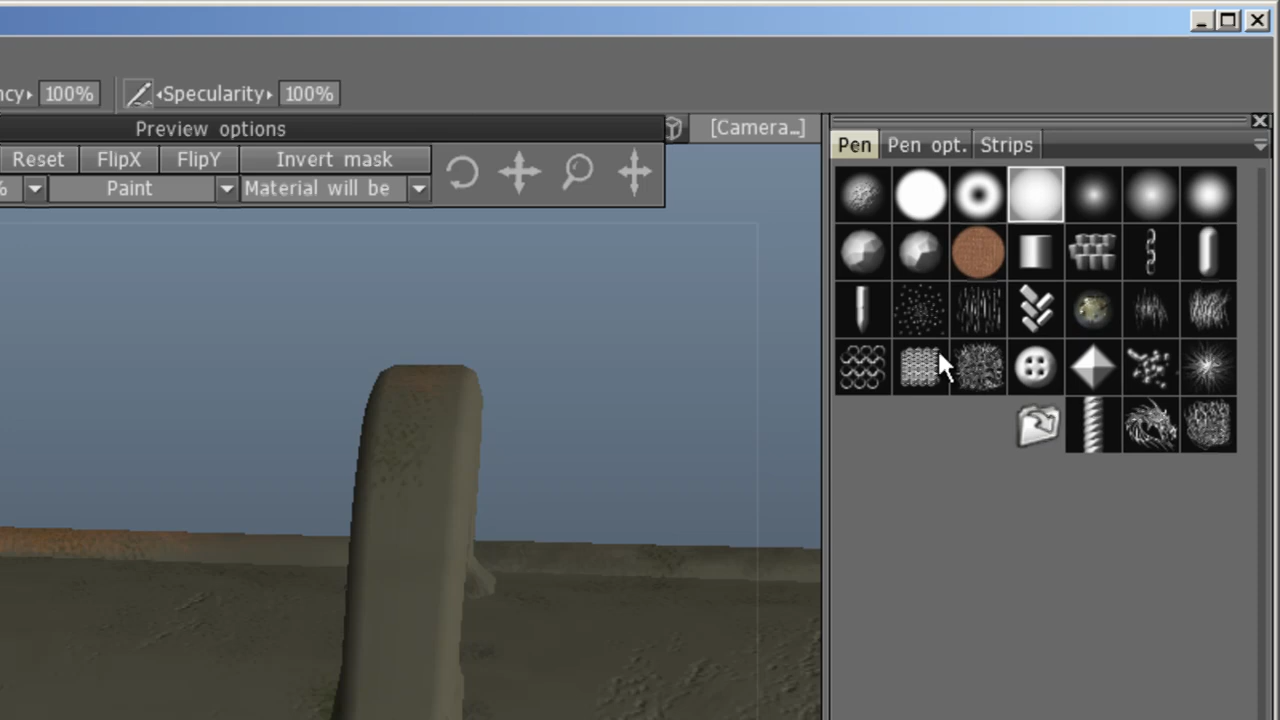 ncy 100% Specularity 100%
Preview options
[Camera…]
Reset FlipX FlipY Invert mask
% Paint Material will be
Pen Pen opt. Strips